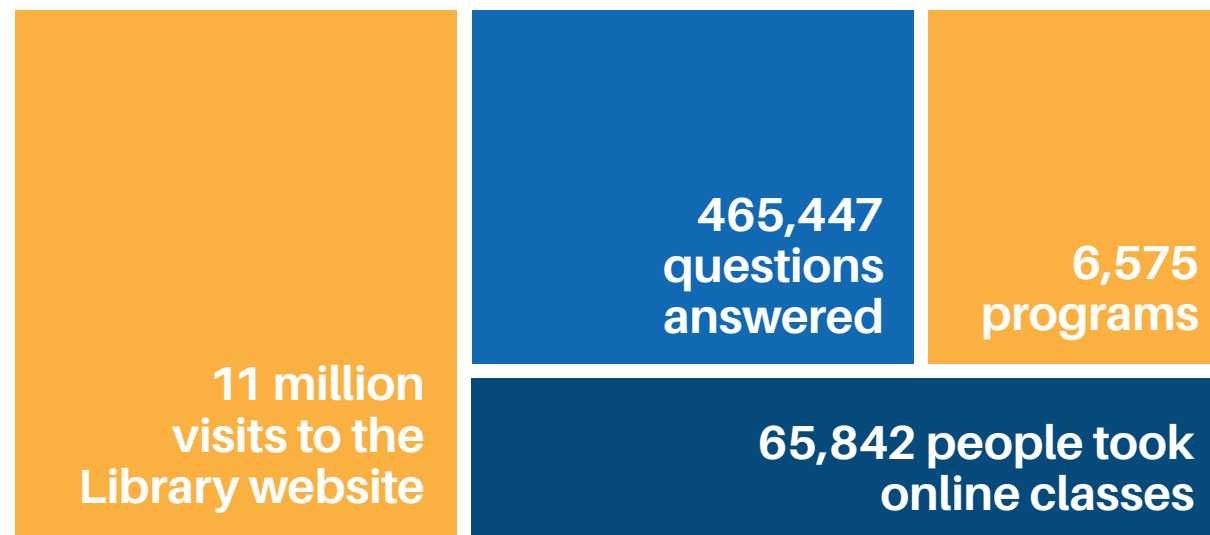 11 million
visits to the
Library website
465,447
questions
answered
6,575
programs
65,842 people took
online classes